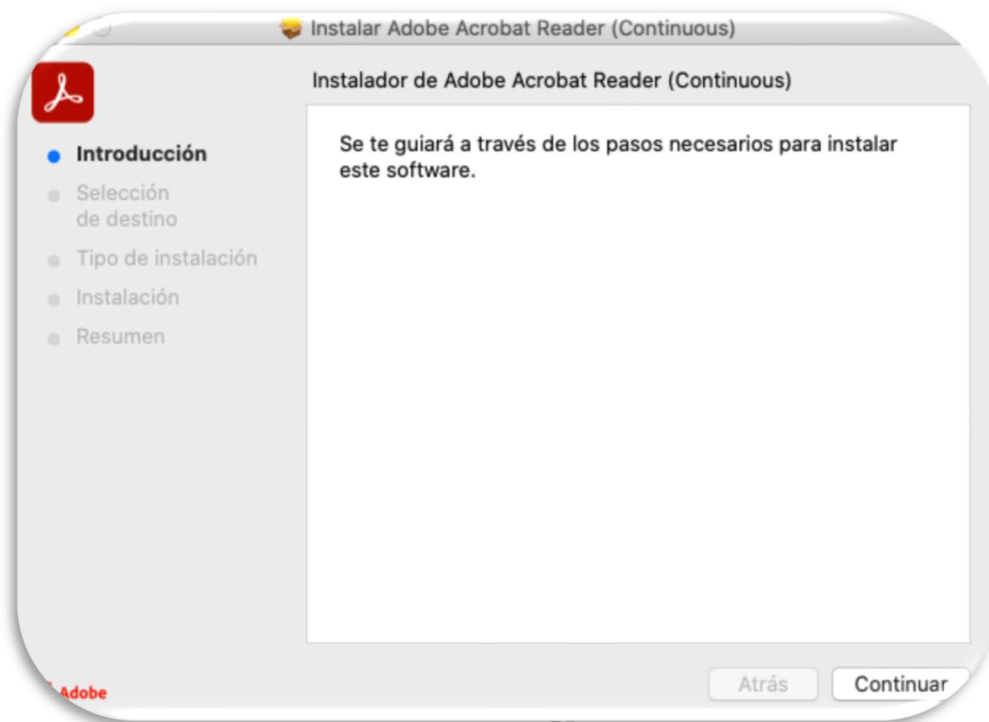 Instalar Adobe Acrobat Reader (Continuous)
Instalador de Adobe Acrobat Reader (Continuous)
Introducción
Selección
de destino
Tipo de instalación
Instalación
Resumen
Se te guiará a través de los pasos necesarios para instalar
este software.
Adobe
Atrás
Continuar